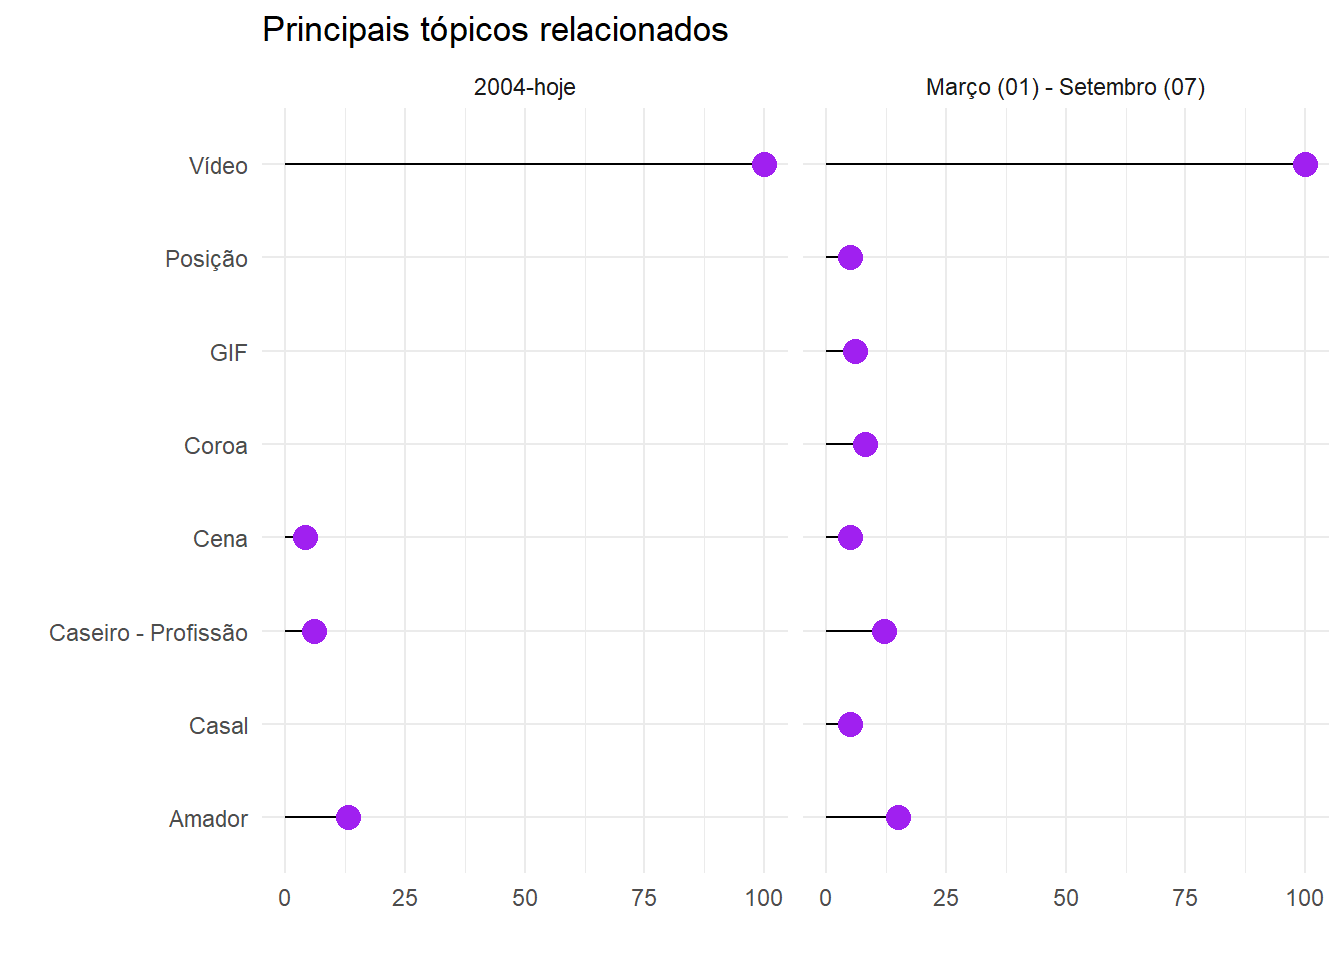 Principais tópicos relacionados
2004-hoje
Março (01) - Setembro (07)
Vídeo
Posição
GIF
Coroa
Cena
Caseiro - Profissão
Casal
Amador
0 25 50 75 100
0 25 50 75 100